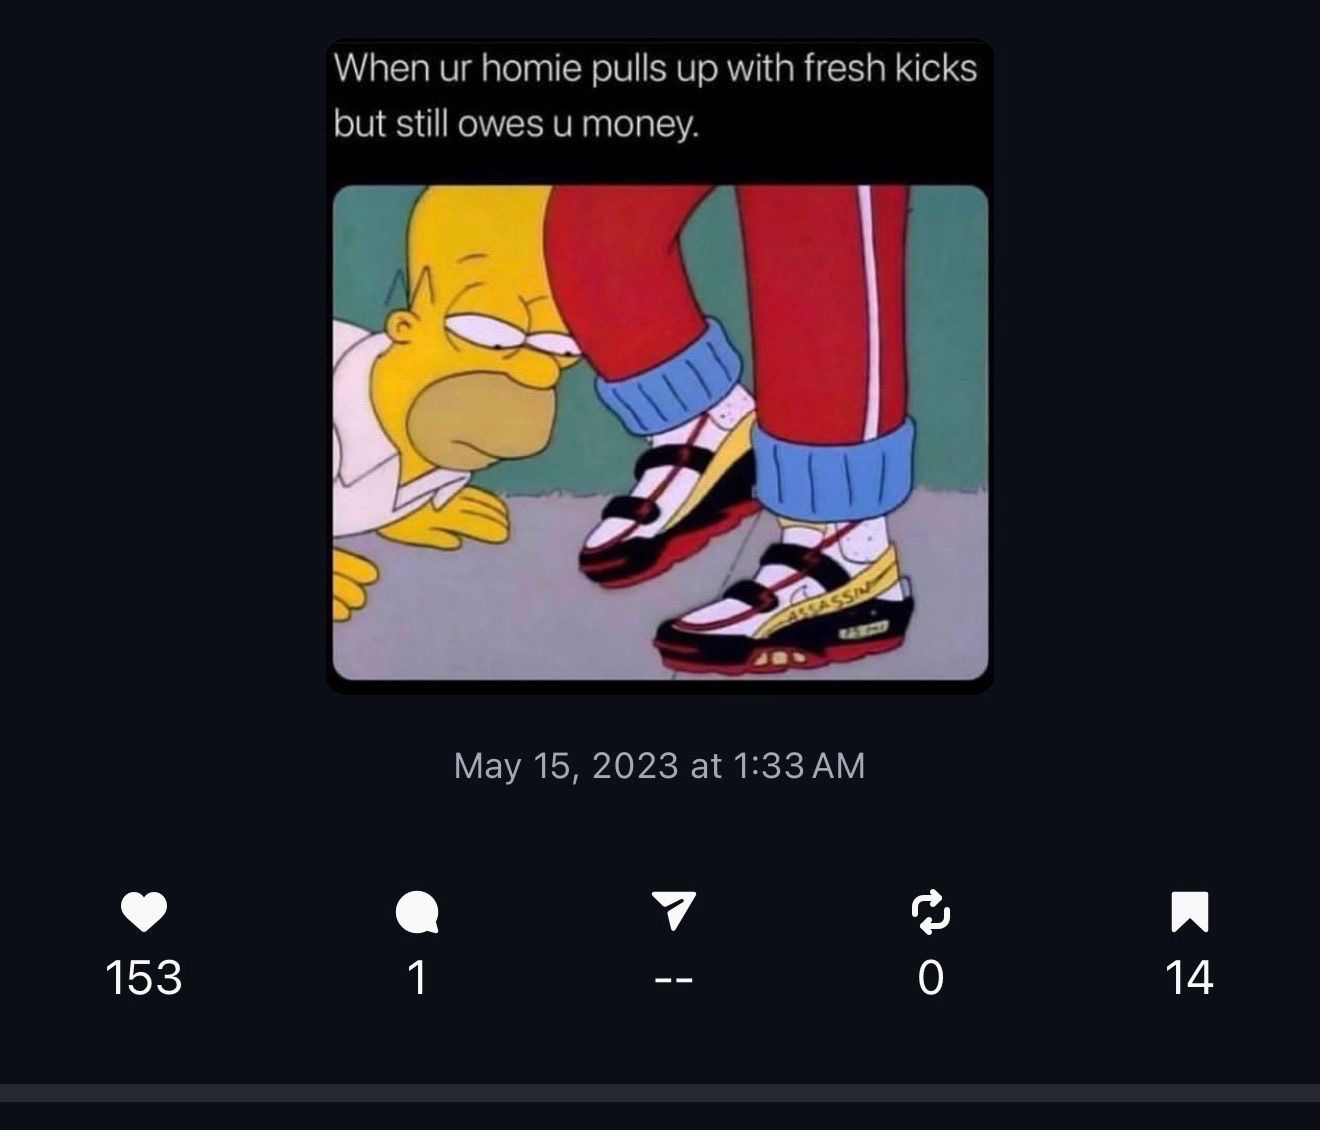 When ur homie pulls up with fresh kicks
but still owes u money.
ASSASSIN
May 15, 2023 at 1:33 AM
153 1 -- 0 14